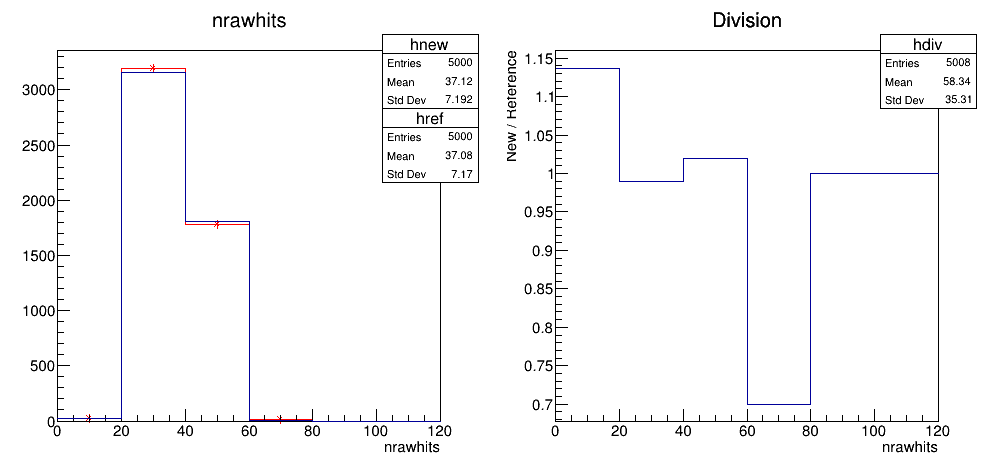 nrawhits
hnew
Entries 5000
Mean 37.12
Std Dev 7.192
href
Entries 5000
Mean 37.08
Std Dev 7.17
3000
2500
2000
1500
1000
500
0
0 20 40 60 80 100 120
nrawhits
Division
hdiv
Entries 5008
Mean 58.34
Std Dev 35.31
New / Reference
1.15
1.1
1.05
1
0.95
0.9
0.85
0.8
0.75
0.7
0 20 40 60 80 100 120
nrawhits